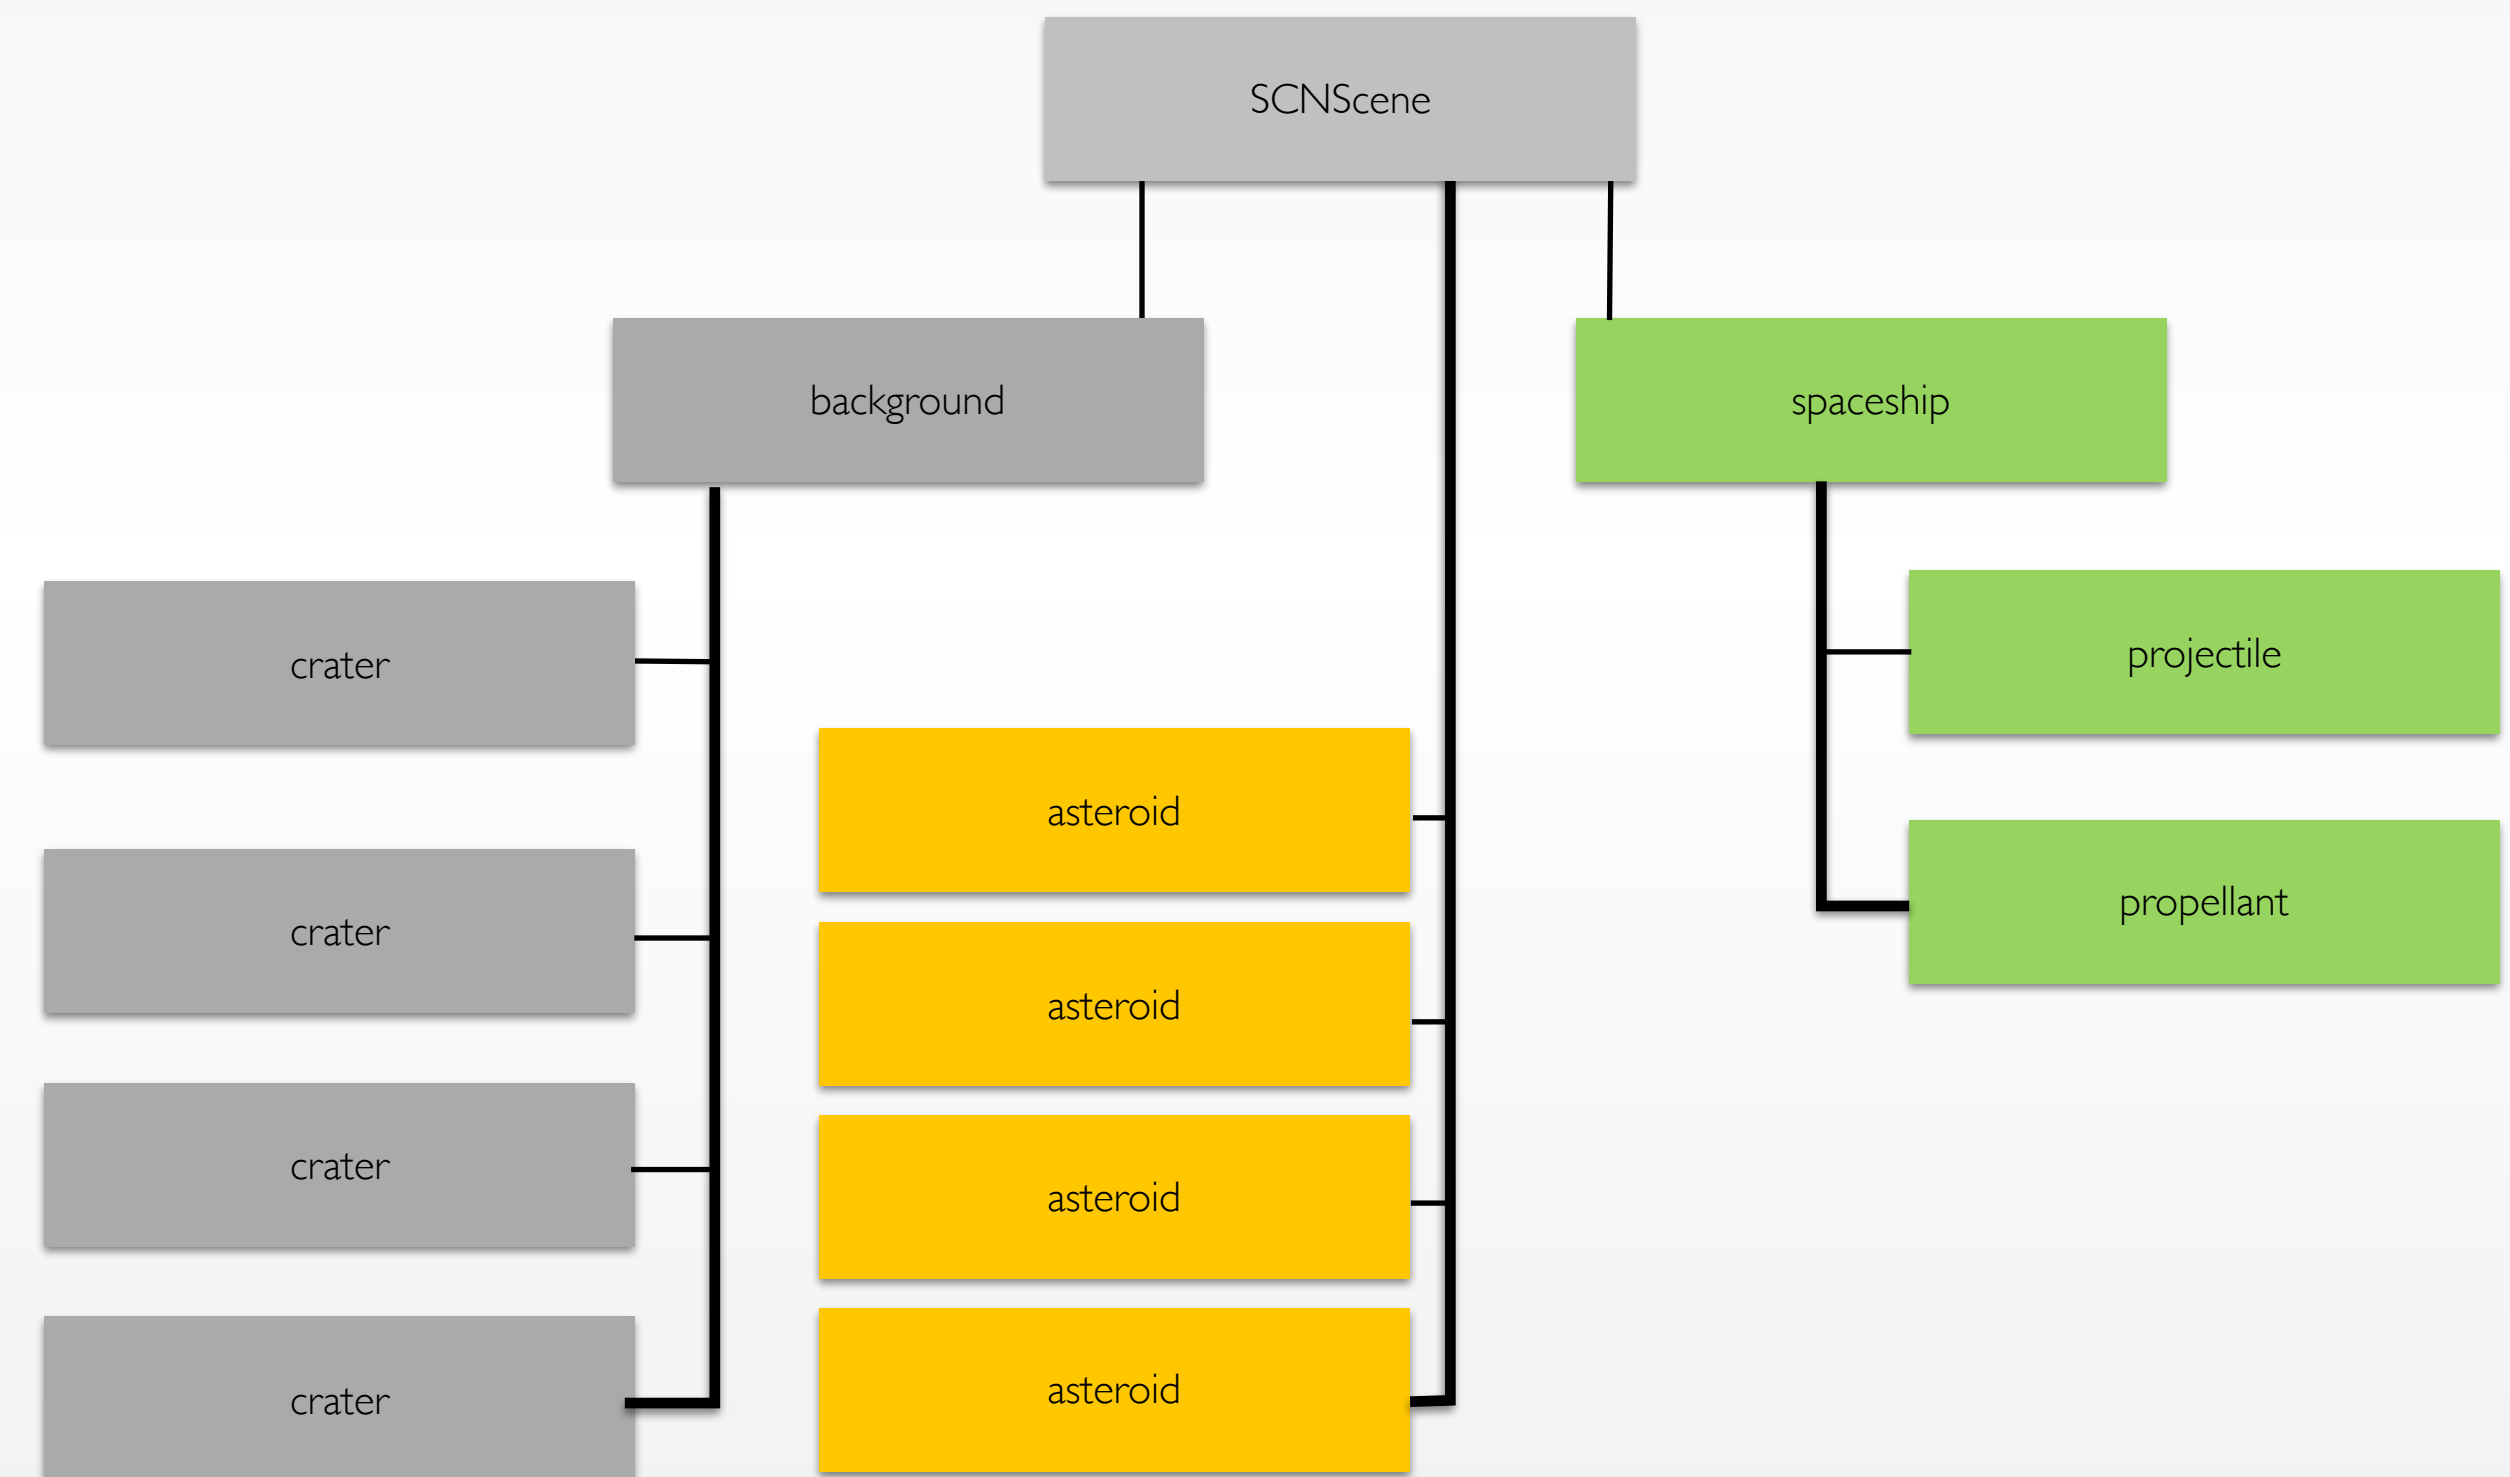 SCNScene
background
spaceship
crater
projectile
asteroid
propellant
crater
asteroid
crater
asteroid
crater
asteroid